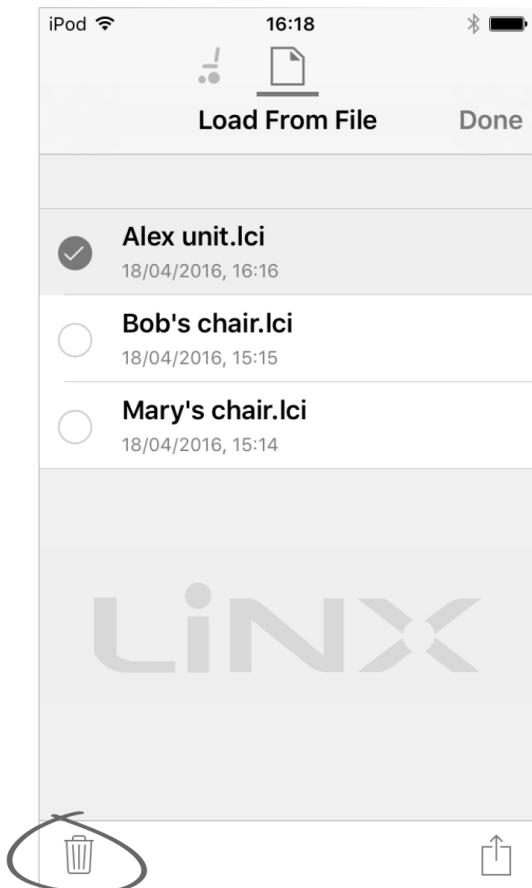 iPod 16:18
Load From File Done
Alex unit.lci
18/04/2016, 16:16
Bob's chair.lci
18/04/2016, 15:15
Mary's chair.lci
18/04/2016, 15:14
LiNX